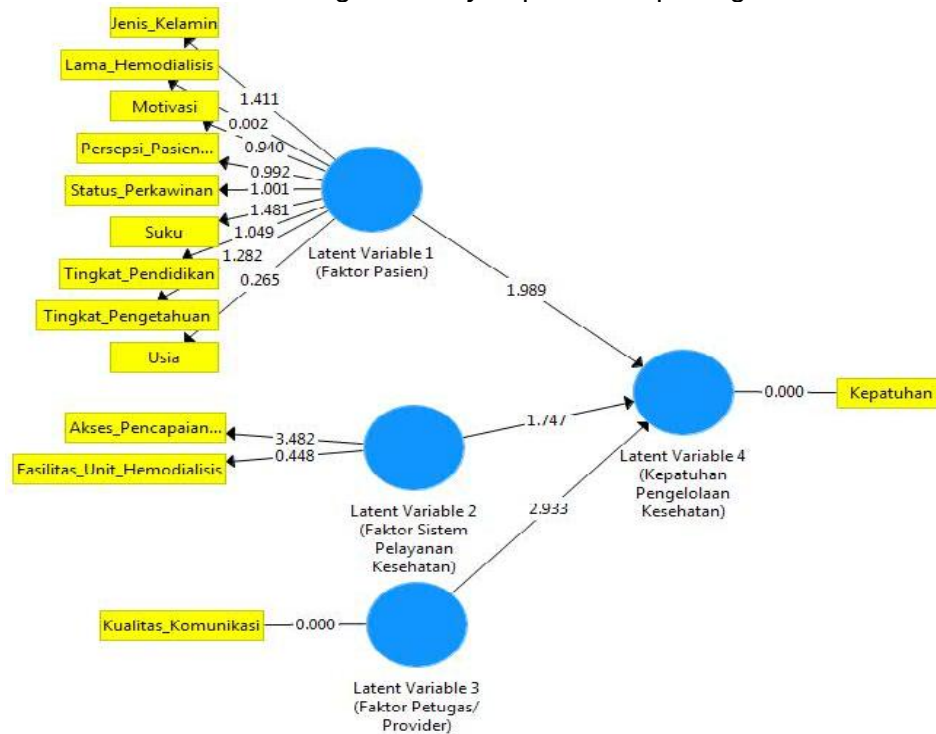 Jenis_Kelamin
Lama_Hemodialisis
Motivasi
Persepsi_Pasien...
Status_Perkawinan
Suku
Tingkat_Pendidikan
Tingkat_Pengetahuan
Usia
1.411
0.002
0.940
0.992
1.001
1.481
1.049
1.282
0.265
Latent Variable 1
(Faktor Pasien)
1.989
Akses_Pencapaian...
Fasilitas_Unit_Hemodialisis
3.482
0.448
Latent Variable 2
(Faktor Sistem
Pelayanan
Kesehatan)
1.747
2.933
Latent Variable 4
(Kepatuhan
Pengelolaan
Kesehatan)
0.000
Kepatuhan
Kualitas_Komunikasi
0.000
Latent Variable 3
(Faktor Petugas/
Provider)